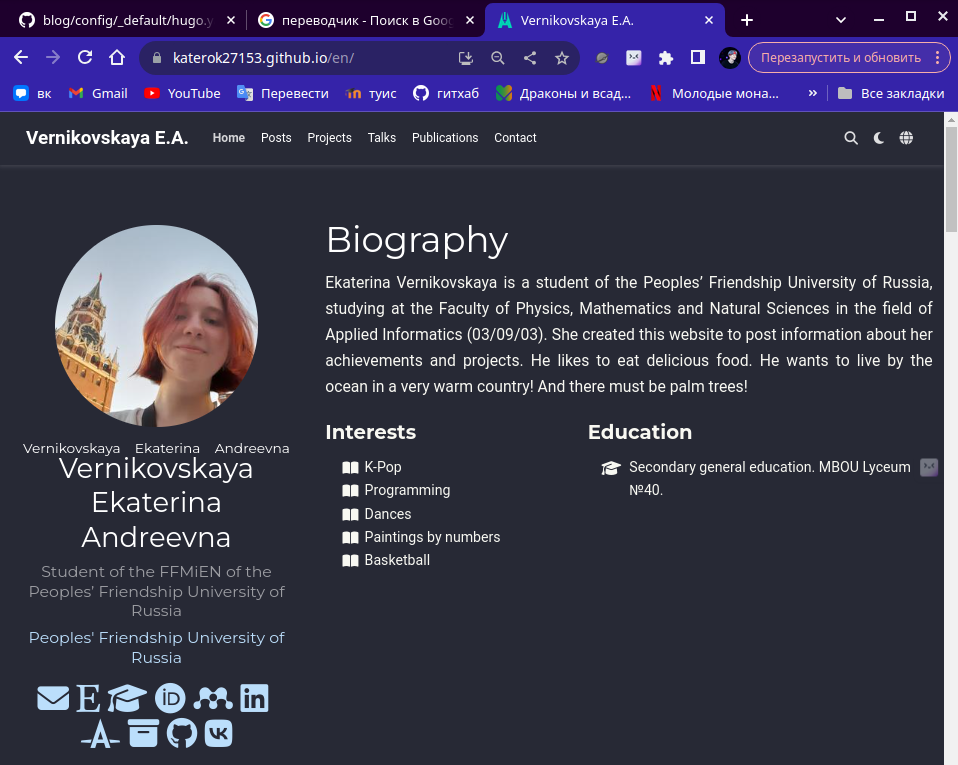 blog/config/_default/hugo.y
переводчик - Поиск в Goo
Vernikovskaya E.A.
katerok27153.github.io/en/
Перезапустить и обновить
вк
Gmail
YouTube
Перевести
туис
гитхаб
Драконы и всад...
Молодые мона...
»
Все закладки
Vernikovskaya E.A.
Home
Posts
Projects
Talks
Publications
Contact
Biography
Ekaterina Vernikovskaya is a student of the Peoples’ Friendship University of Russia,
studying at the Faculty of Physics, Mathematics and Natural Sciences in the field of
Applied Informatics (03/09/03). She created this website to post information about her
achievements and projects. He likes to eat delicious food. He wants to live by the
ocean in a very warm country! And there must be palm trees!
Vernikovskaya Ekaterina Andreevna
Vernikovskaya
Ekaterina
Andreevna
Student of the FFMiEN of the
Peoples’ Friendship University of
Russia
Peoples' Friendship University of
Russia
Interests
K-Pop
Programming
Dances
Paintings by numbers
Basketball
Education
Secondary general education. MBOU Lyceum
№40.